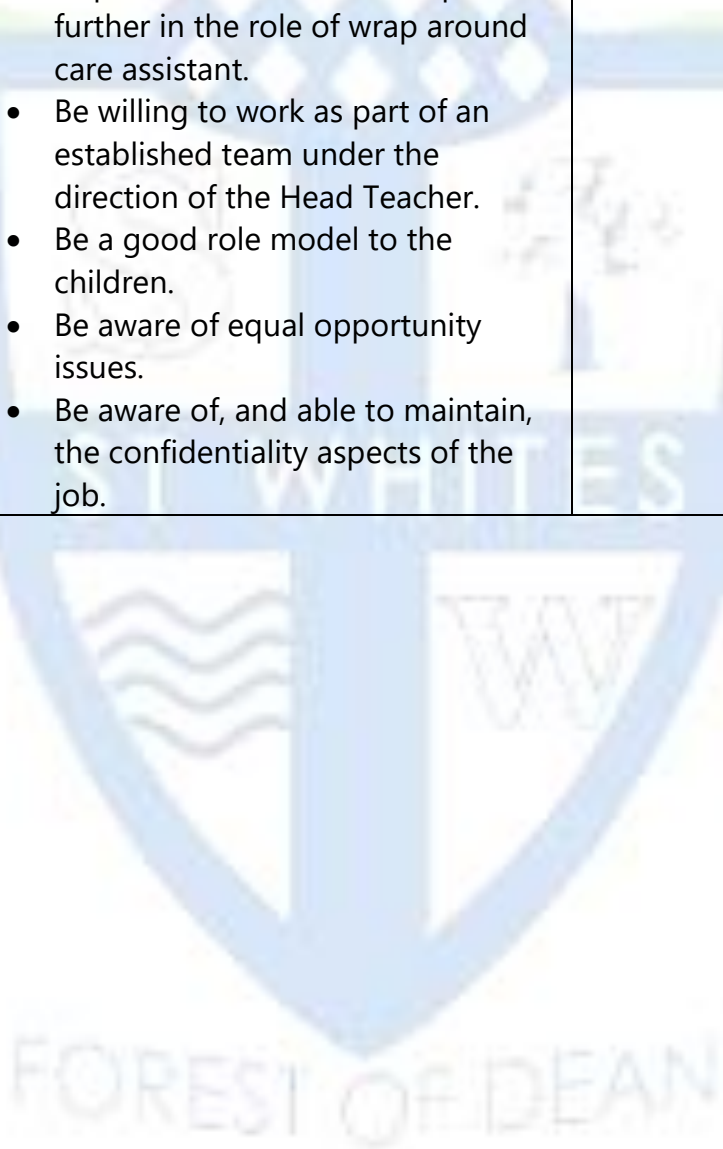 further in the role of wrap around
care assistant.
• Be willing to work as part of an
established team under the
direction of the Head Teacher.
• Be a good role model to the
children.
• Be aware of equal opportunity
issues.
• Be aware of, and able to maintain,
the confidentiality aspects of the
job.
ST WHITES
W
FOREST OF DEAN